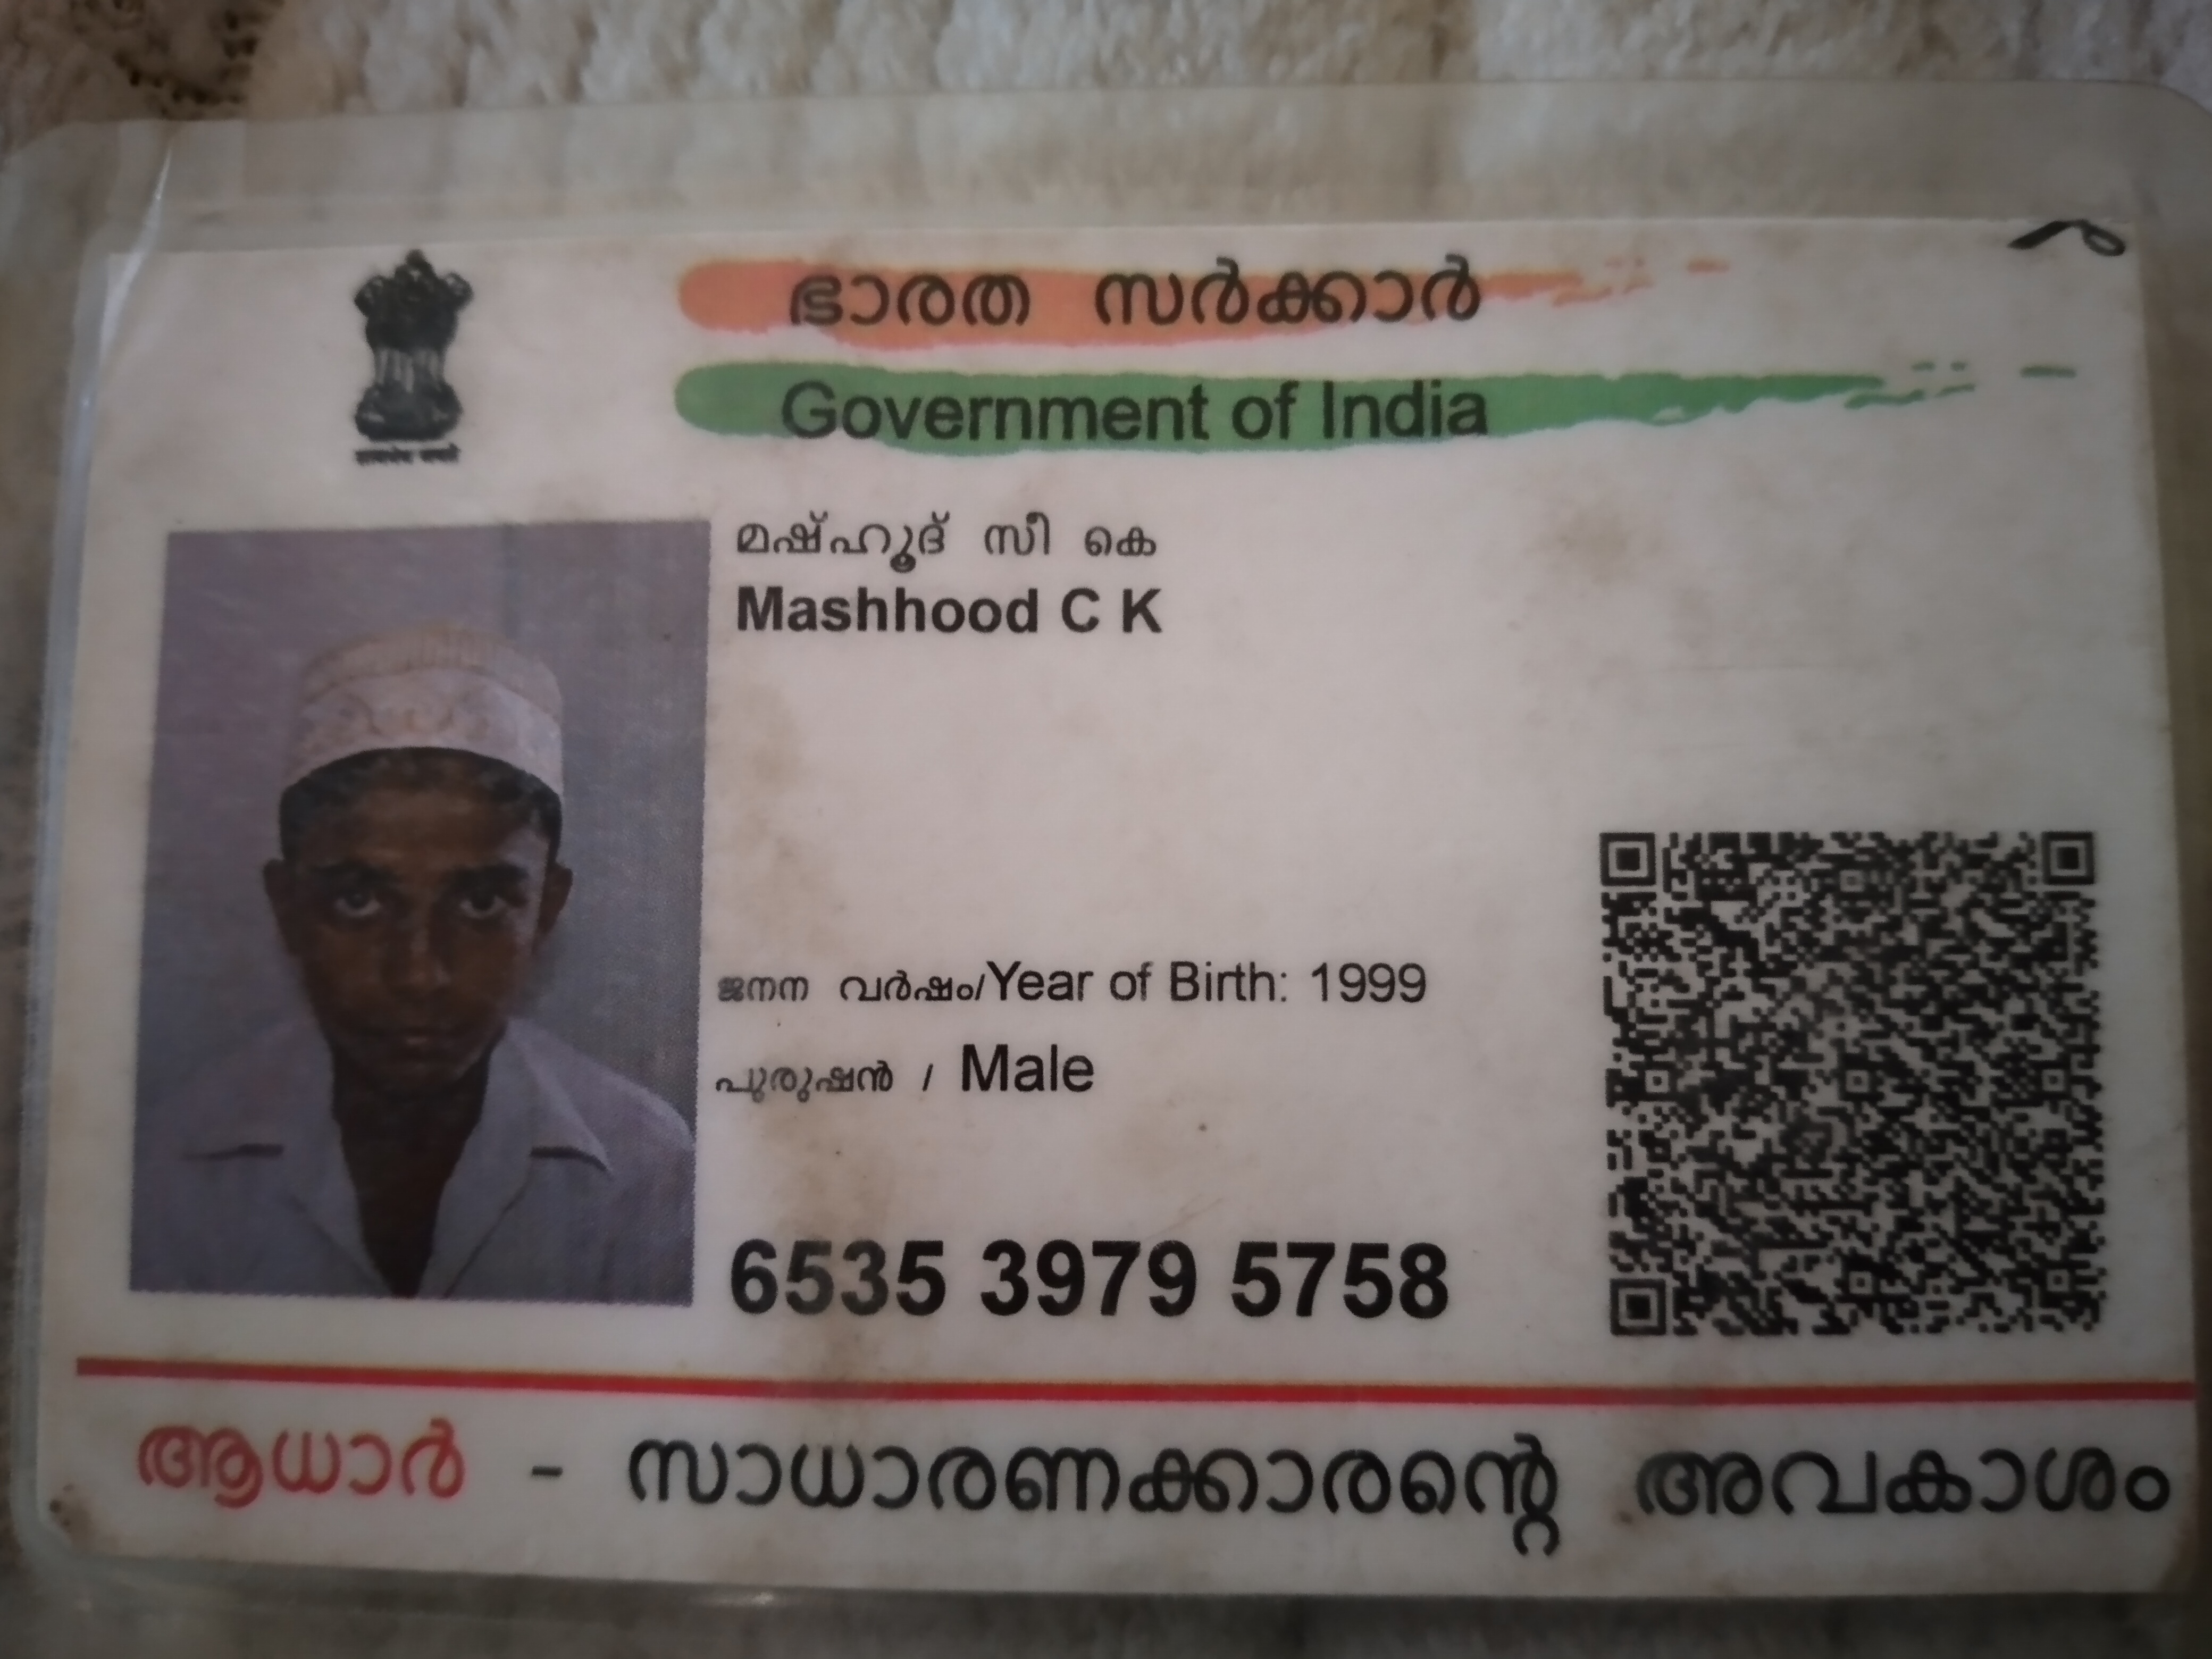 ഭാരത സർക്കാർ
Government of India
മഷ്ഹൂദ് സീ കെ
Mashhood C K
ജനന വർഷം/Year of Birth: 1999
പുരുഷൻ / Male
6535 3979 5758
ആധാർ - സാധാരണക്കാരന്റെ അവകാശം